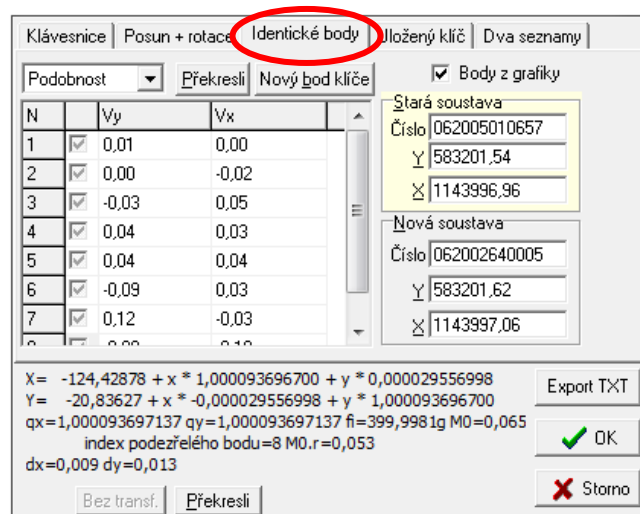 Klávesnice Posun + rotace Identické body Uložený klíč Dva seznamy
Podobnost Překresli Nový bod klíče Body z grafiky
N Vy Vx
1 0,01 0,00
2 0,00 -0,02
3 -0,03 0,05
4 0,04 0,03
5 0,04 0,04
6 -0,09 0,03
7 0,12 -0,03
Stará soustava
Číslo 062005010657
Y 583201,54
X 1143996,96
Nová soustava
Číslo 062002640005
Y 583201,62
X 1143997,06
X= -124,42878 + x * 1,000093696700 + y * 0,000029556998
Y= -20,83627 + x * -0,000029556998 + y * 1,000093696700
qx=1,000093697137 qy=1,000093697137 fi=399,9981g M0=0,065
index podezřelého bodu=8 M0.r=0,053
dx=0,009 dy=0,013
Export TXT
OK
Storno
Bez transf. Překresli